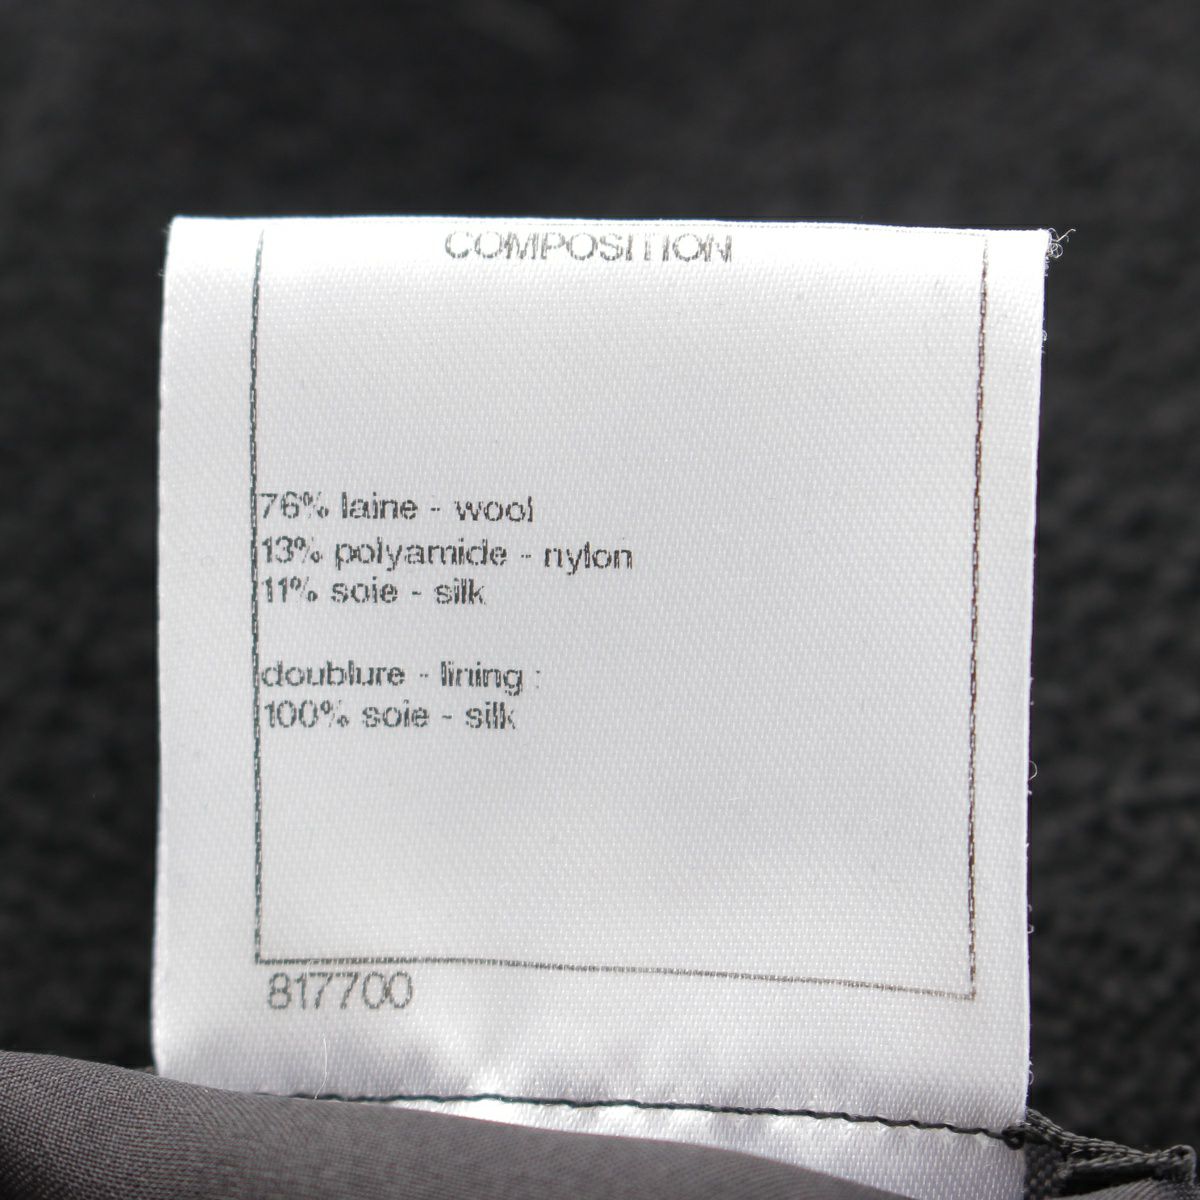 COMPOSITION
76% laine - wool
13% polyamide - nylon
11% soie - silk
doublure - lining :
100% soie - silk
817700